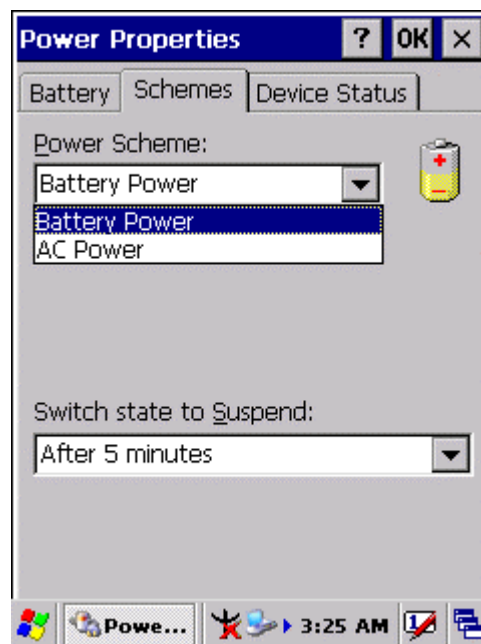 Power Properties ? OK ×
Battery Schemes Device Status
Power Scheme:
Battery Power
Battery Power
AC Power
Switch state to Suspend:
After 5 minutes
Powe... 3:25 AM